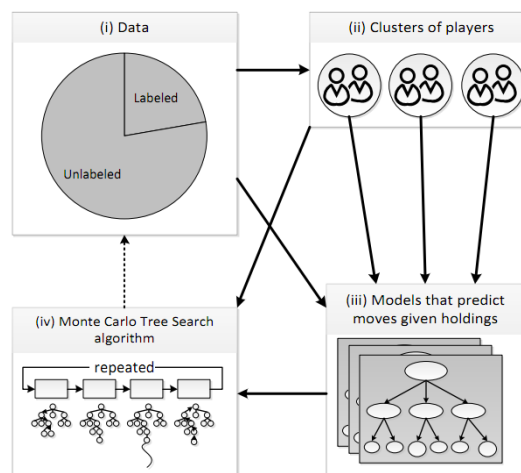 (i) Data
Labeled
Unlabeled
(ii) Clusters of players
(iii) Models that predict
moves given holdings
(iv) Monte Carlo Tree Search
algorithm
repeated